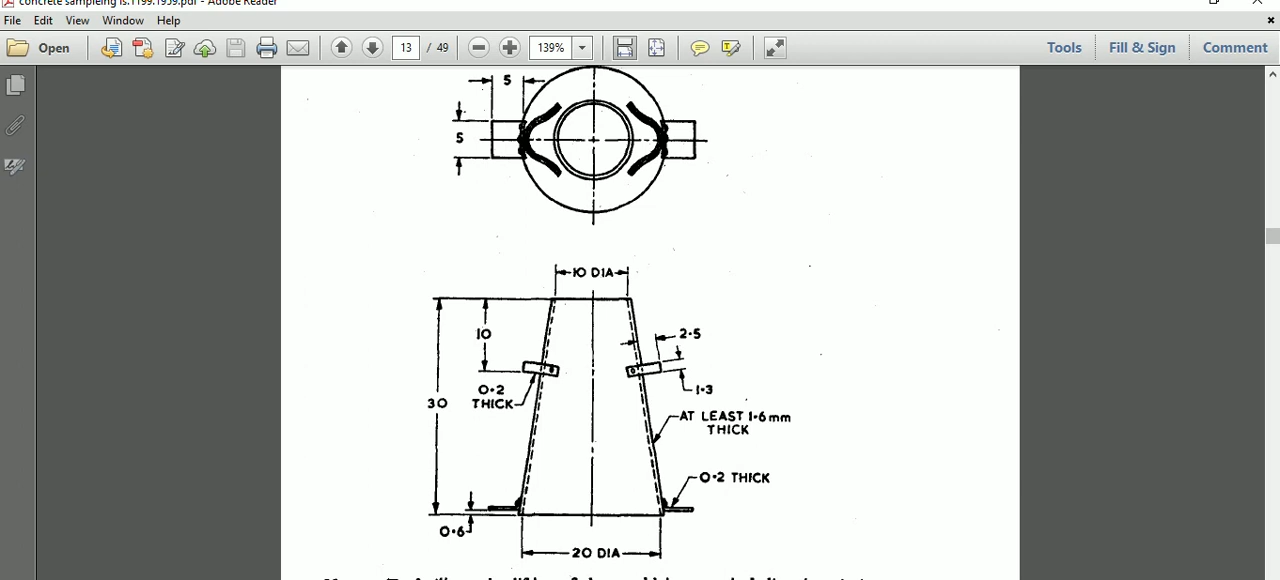 concrete sampleing is.1199.1959.pdf - Adobe Reader
File Edit View Window Help
Open 13 / 49 139% Tools Fill & Sign Comment
5
5
10 DIA
10
2·5
0·2
THICK
1·3
30
AT LEAST 1·6 mm
THICK
0·2 THICK
0·6
20 DIA